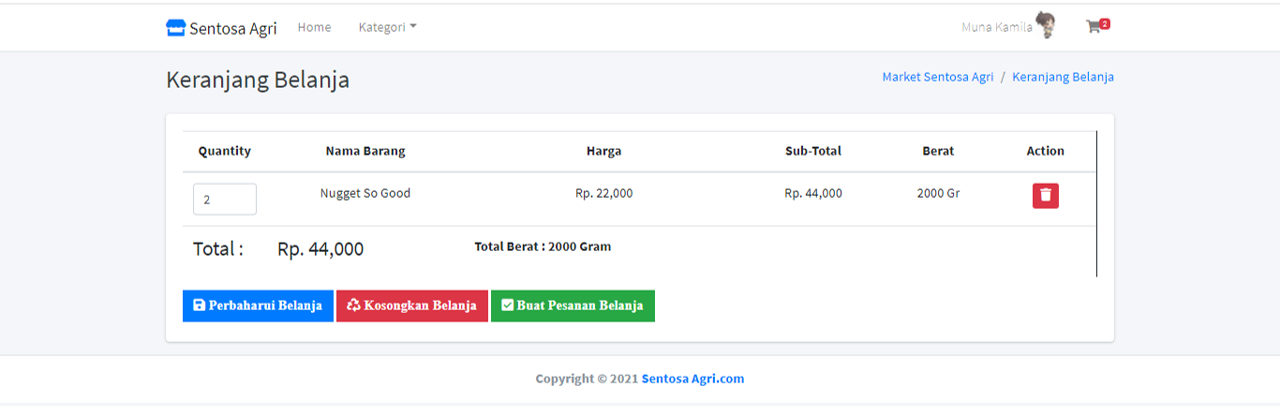 Sentosa Agri Home Kategori Muna Kamila 2
Keranjang Belanja Market Sentosa Agri / Keranjang Belanja
Quantity Nama Barang Harga Sub-Total Berat Action
2 Nugget So Good Rp. 22,000 Rp. 44,000 2000 Gr
Total : Rp. 44,000 Total Berat : 2000 Gram
Perbaharui Belanja Kosongkan Belanja Buat Pesanan Belanja
Copyright © 2021 Sentosa Agri.com